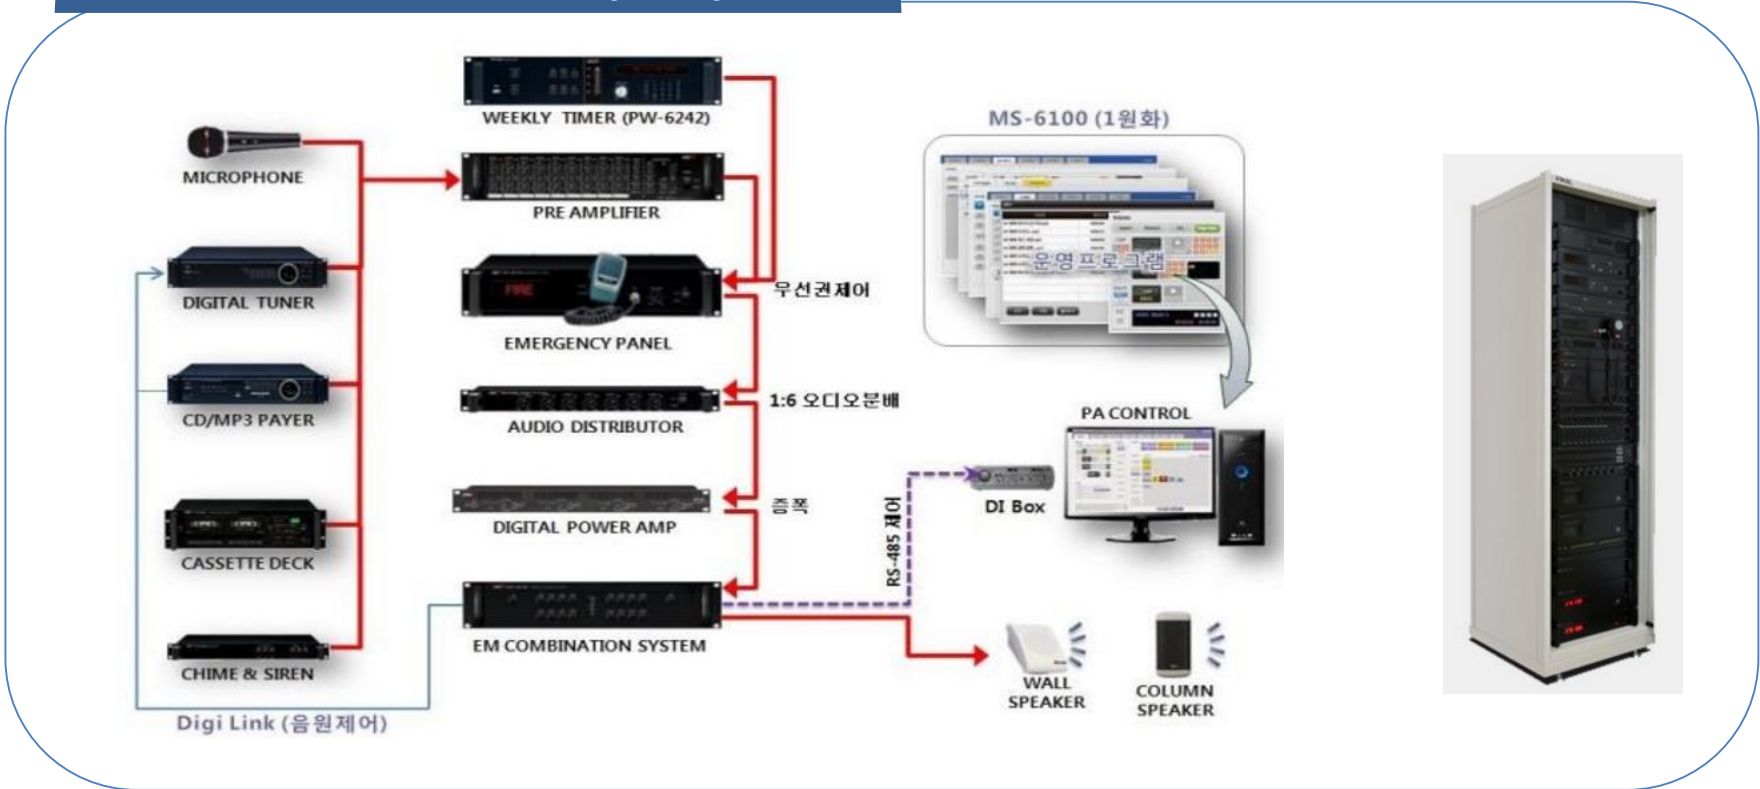 WEEKLY TIMER (PW-6242)
MICROPHONE
PRE AMPLIFIER
DIGITAL TUNER
FIRE
EMERGENCY PANEL
우선권제어
CD/MP3 PAYER
AUDIO DISTRIBUTOR
1:6 오디오분배
CASSETTE DECK
DIGITAL POWER AMP
증폭
CHIME & SIREN
EM COMBINATION SYSTEM
Digi Link (음원제어)
RS-485 제어
MS-6100 (1원화)
운영프로그램
PA CONTROL
DI Box
WALL
SPEAKER
COLUMN
SPEAKER